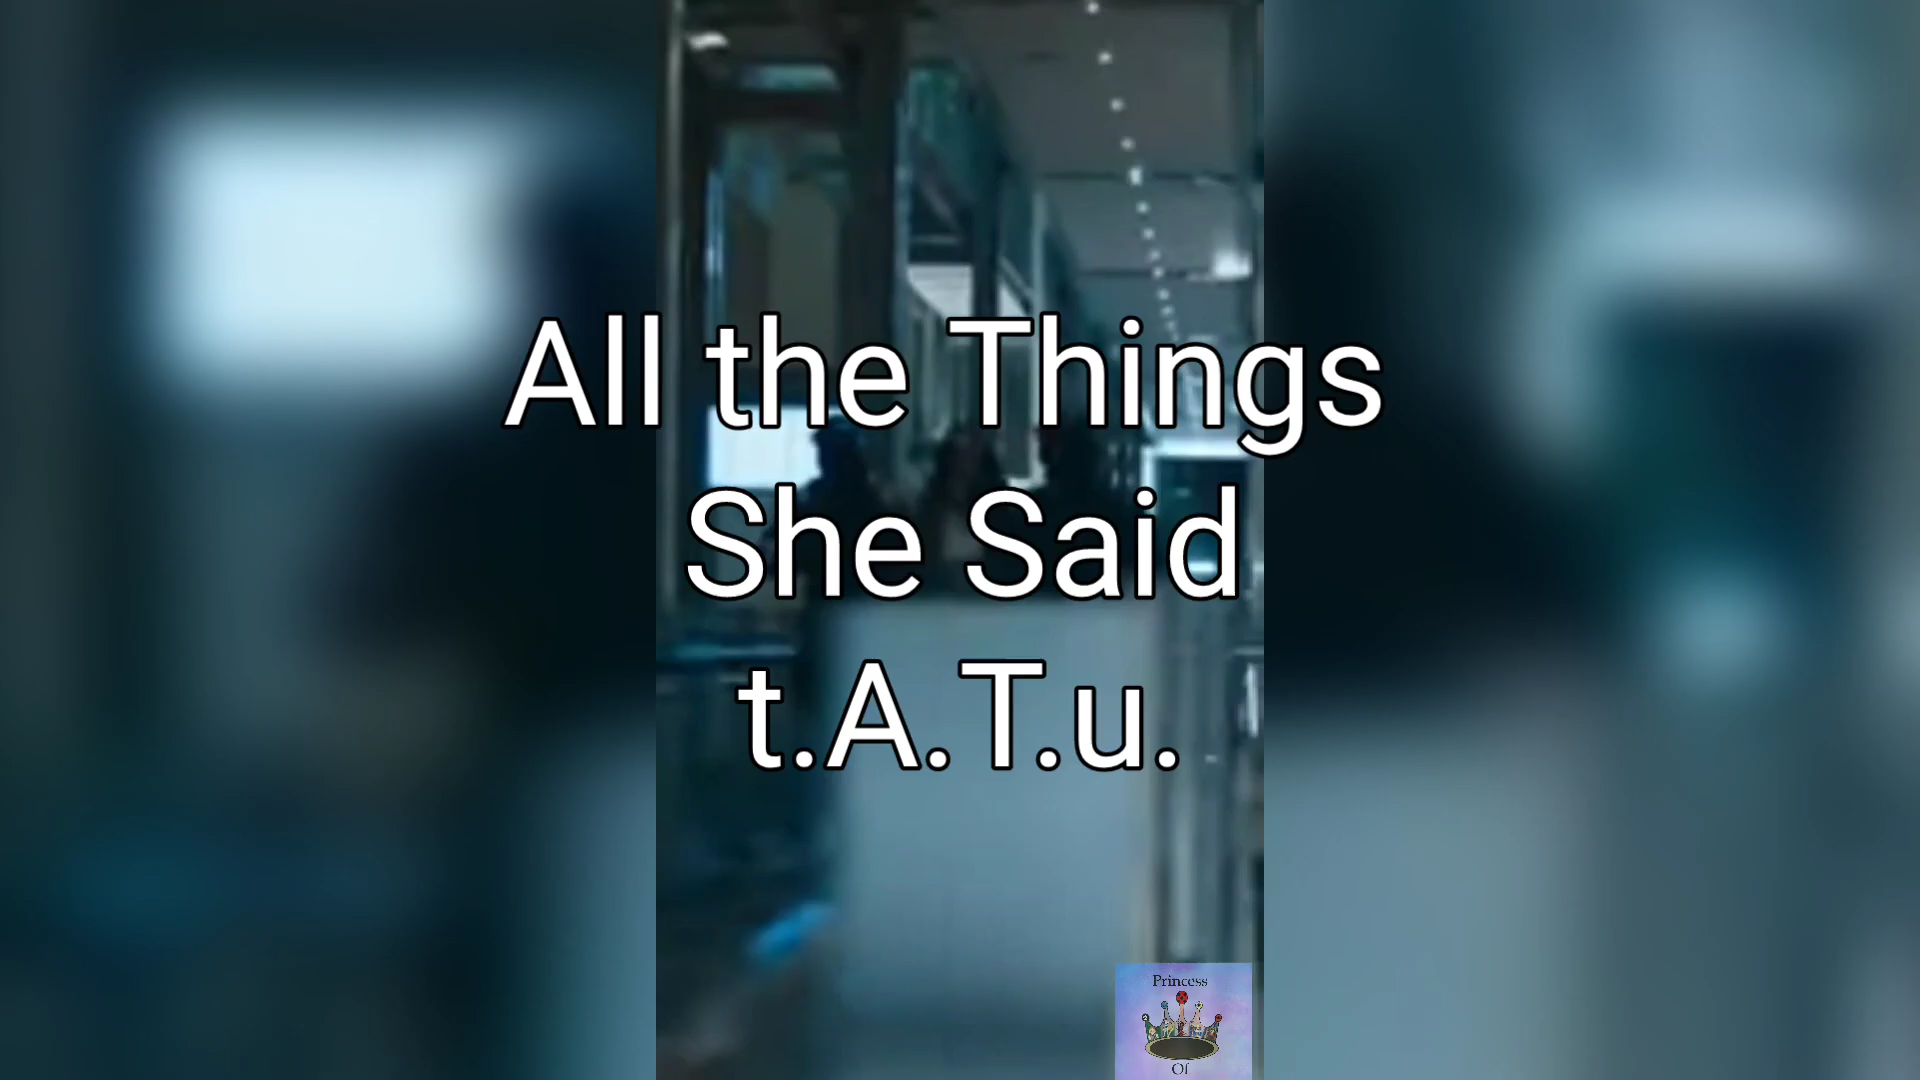 All the Things
She Said
t.A.T.u.
Princess
Of